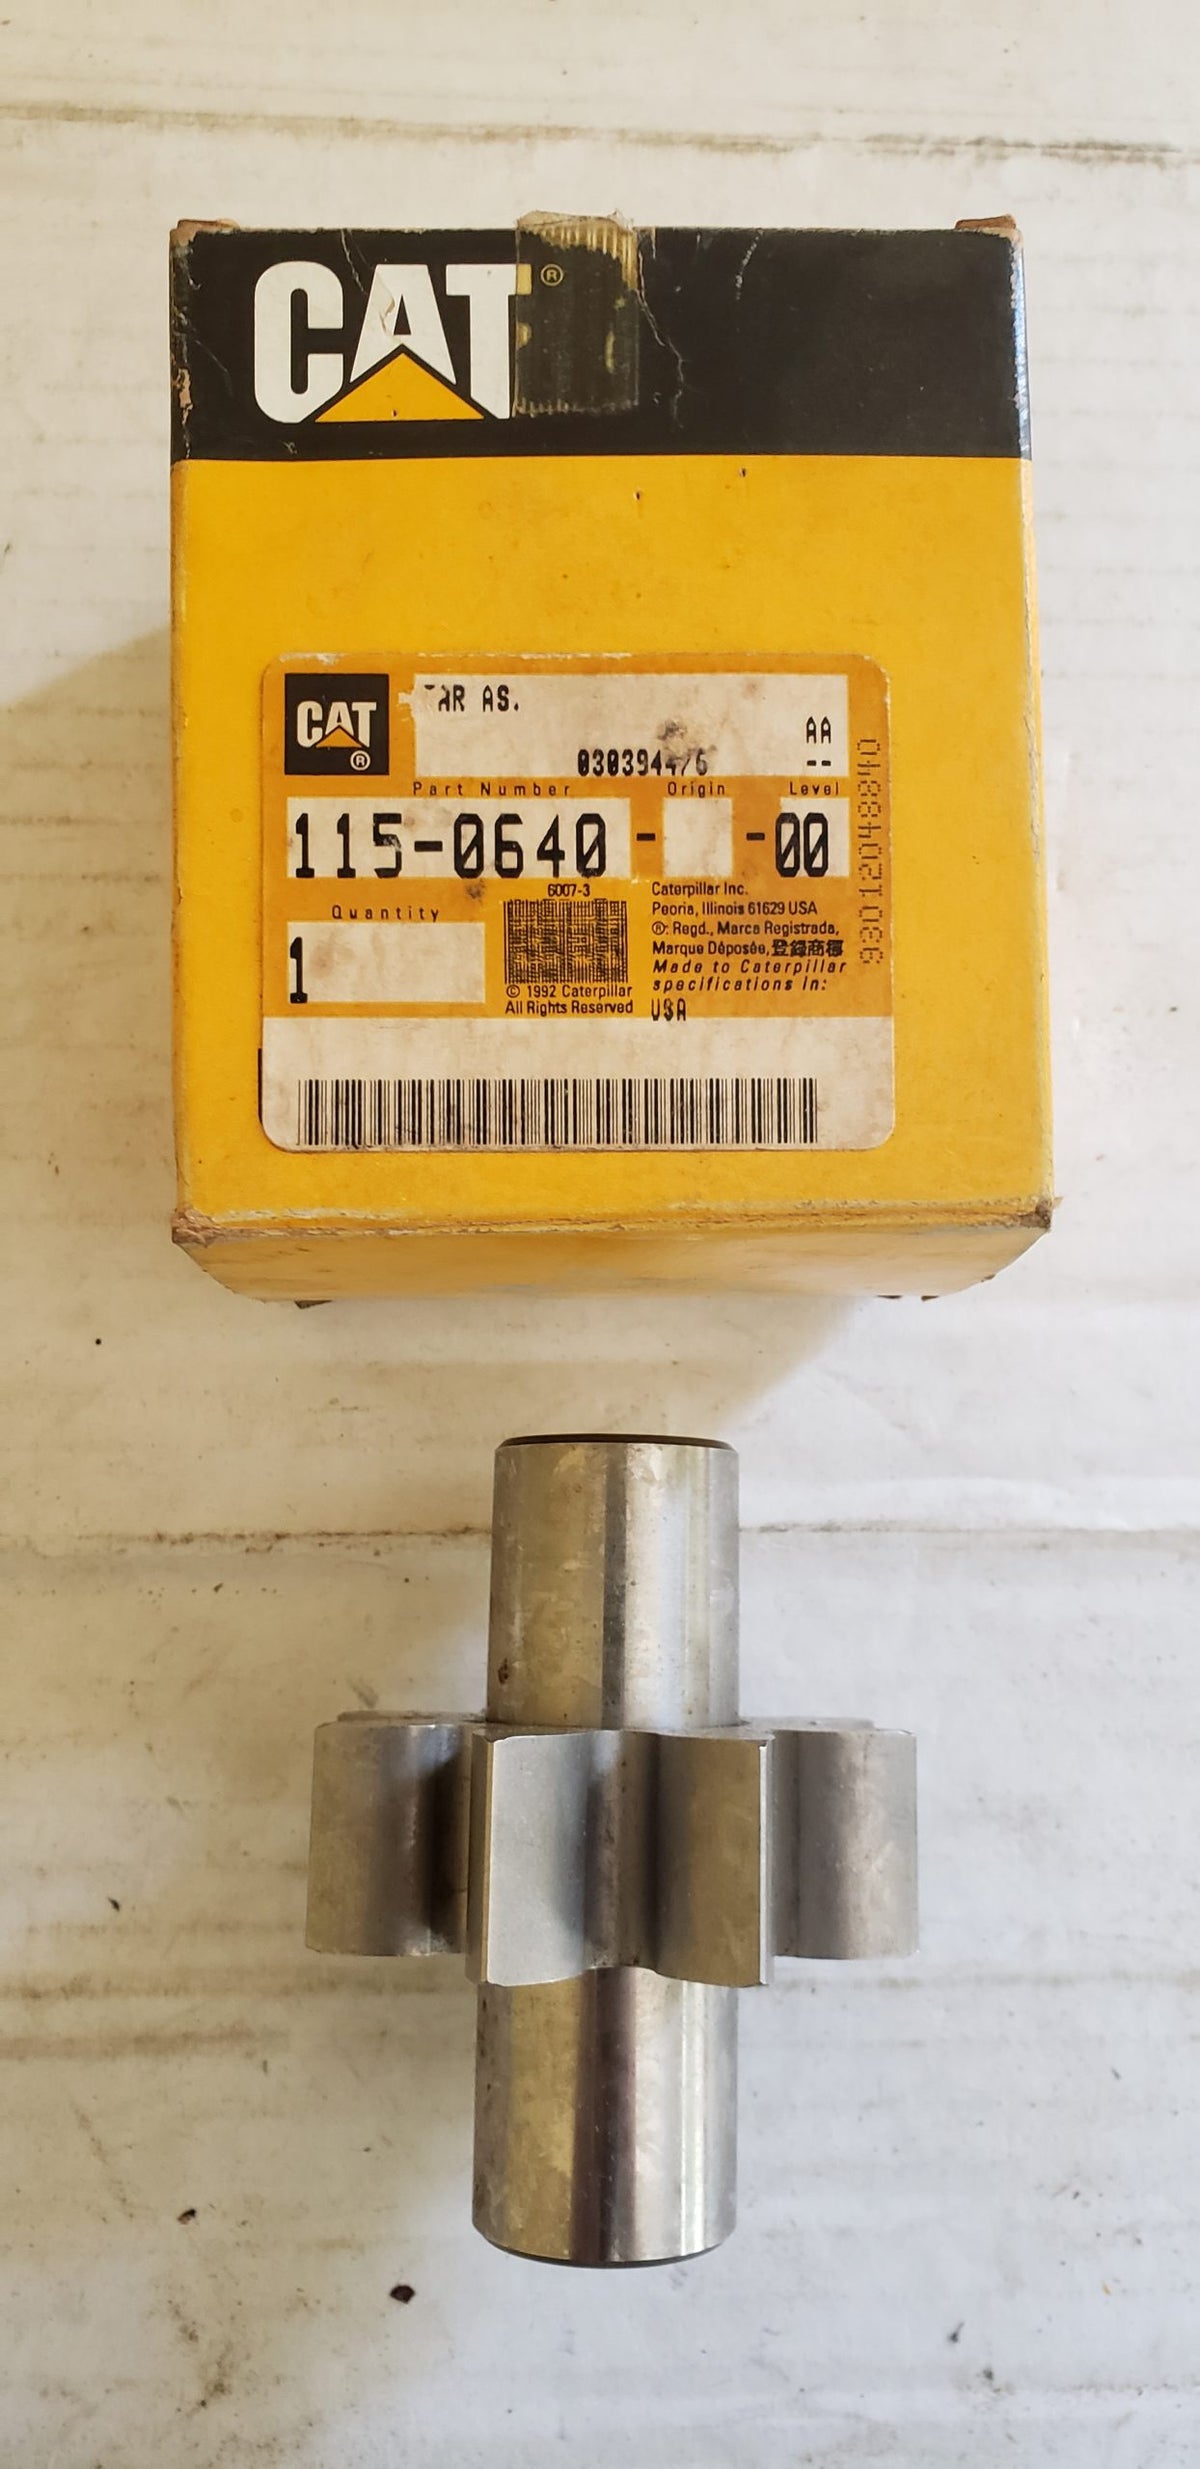 CAT®
CAT®
AR AS.
AA
--
Part Number Origin Level
115-0640- -00
Quantity
1
6007-3
© 1992 Caterpillar
All Rights Reserved
Caterpillar Inc.
Peoria, Illinois 61629 USA
®: Regd., Marca Registrada,
Marque Déposée, 登録商標
Made to Caterpillar
specifications in:
USA
9301204B840